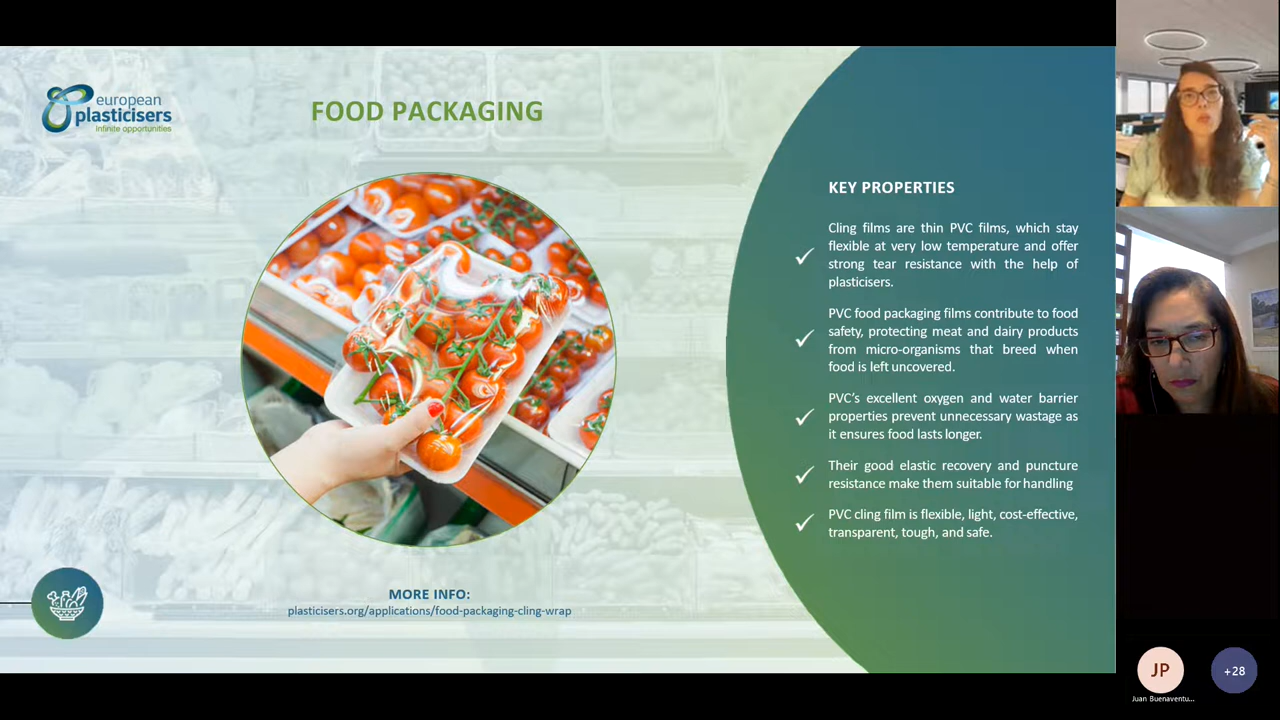 european
plasticisers
infinite opportunities
FOOD PACKAGING
MORE INFO:
plasticisers.org/applications/food-packaging-cling-wrap
KEY PROPERTIES
Cling films are thin PVC films, which stay
flexible at very low temperature and offer
strong tear resistance with the help of
plasticisers.
PVC food packaging films contribute to food
safety, protecting meat and dairy products
from micro-organisms that breed when
food is left uncovered.
PVC’s excellent oxygen and water barrier
properties prevent unnecessary wastage as
it ensures food lasts longer.
Their good elastic recovery and puncture
resistance make them suitable for handling
PVC cling film is flexible, light, cost-effective,
transparent, tough, and safe.
JP
+28
Juan Buenaventu...